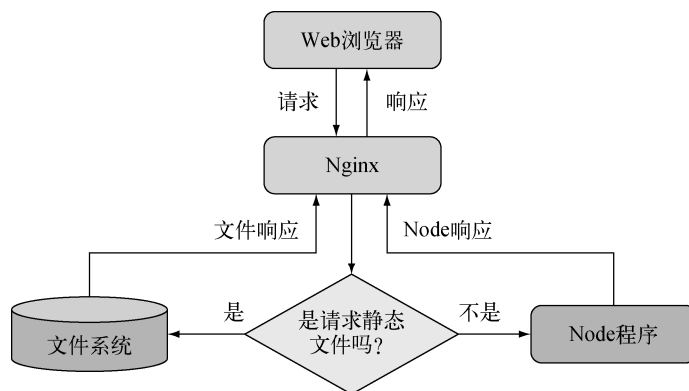 Web浏览器
请求
响应
Nginx
文件响应
Node响应
是
是请求静态
文件吗?
不是
文件系统
Node程序